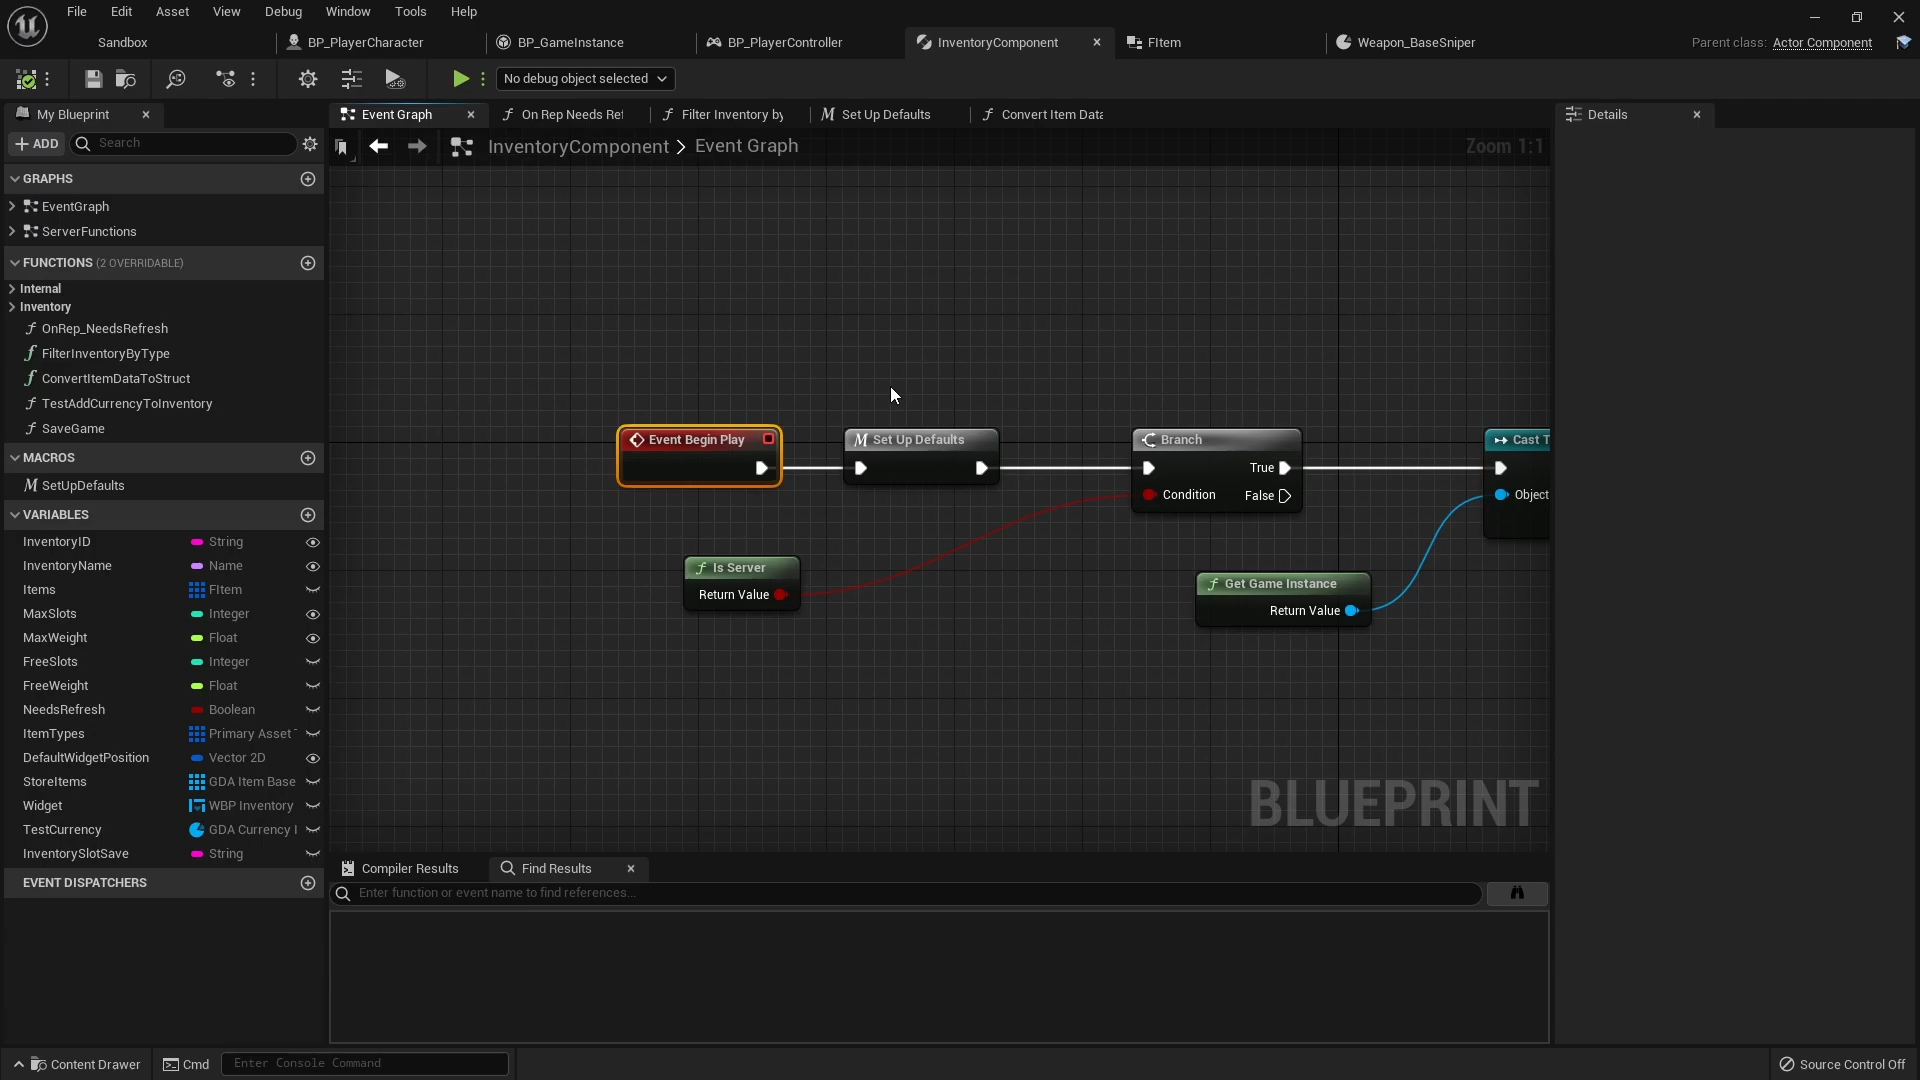 File Edit Asset View Debug Window Tools Help
Sandbox BP_PlayerCharacter BP_GameInstance BP_PlayerController InventoryComponent FItem Weapon_BaseSniper Parent class: Actor Component
No debug object selected
My Blueprint
Event Graph On Rep Needs Ref Filter Inventory by Set Up Defaults Convert Item Data
Details
ADD Search
InventoryComponent > Event Graph Zoom 1:1
GRAPHS
EventGraph
ServerFunctions
FUNCTIONS (2 OVERRIDABLE)
Internal
Inventory
OnRep_NeedsRefresh
FilterInventoryByType
ConvertItemDataToStruct
TestAddCurrencyToInventory
SaveGame
MACROS
SetUpDefaults
VARIABLES
InventoryID String
InventoryName Name
Items FItem
MaxSlots Integer
MaxWeight Float
FreeSlots Integer
FreeWeight Float
NeedsRefresh Boolean
ItemTypes Primary Asset
DefaultWidgetPosition Vector 2D
StoreItems GDA Item Base
Widget WBP Inventory
TestCurrency GDA Currency I
InventorySlotSave String
EVENT DISPATCHERS
Event Begin Play
Set Up Defaults
Branch
True
Condition False
Cast T
Object
Is Server
Return Value
Get Game Instance
Return Value
BLUEPRINT
Compiler Results Find Results
Enter function or event name to find references...
Content Drawer Cmd Enter Console Command Source Control Off